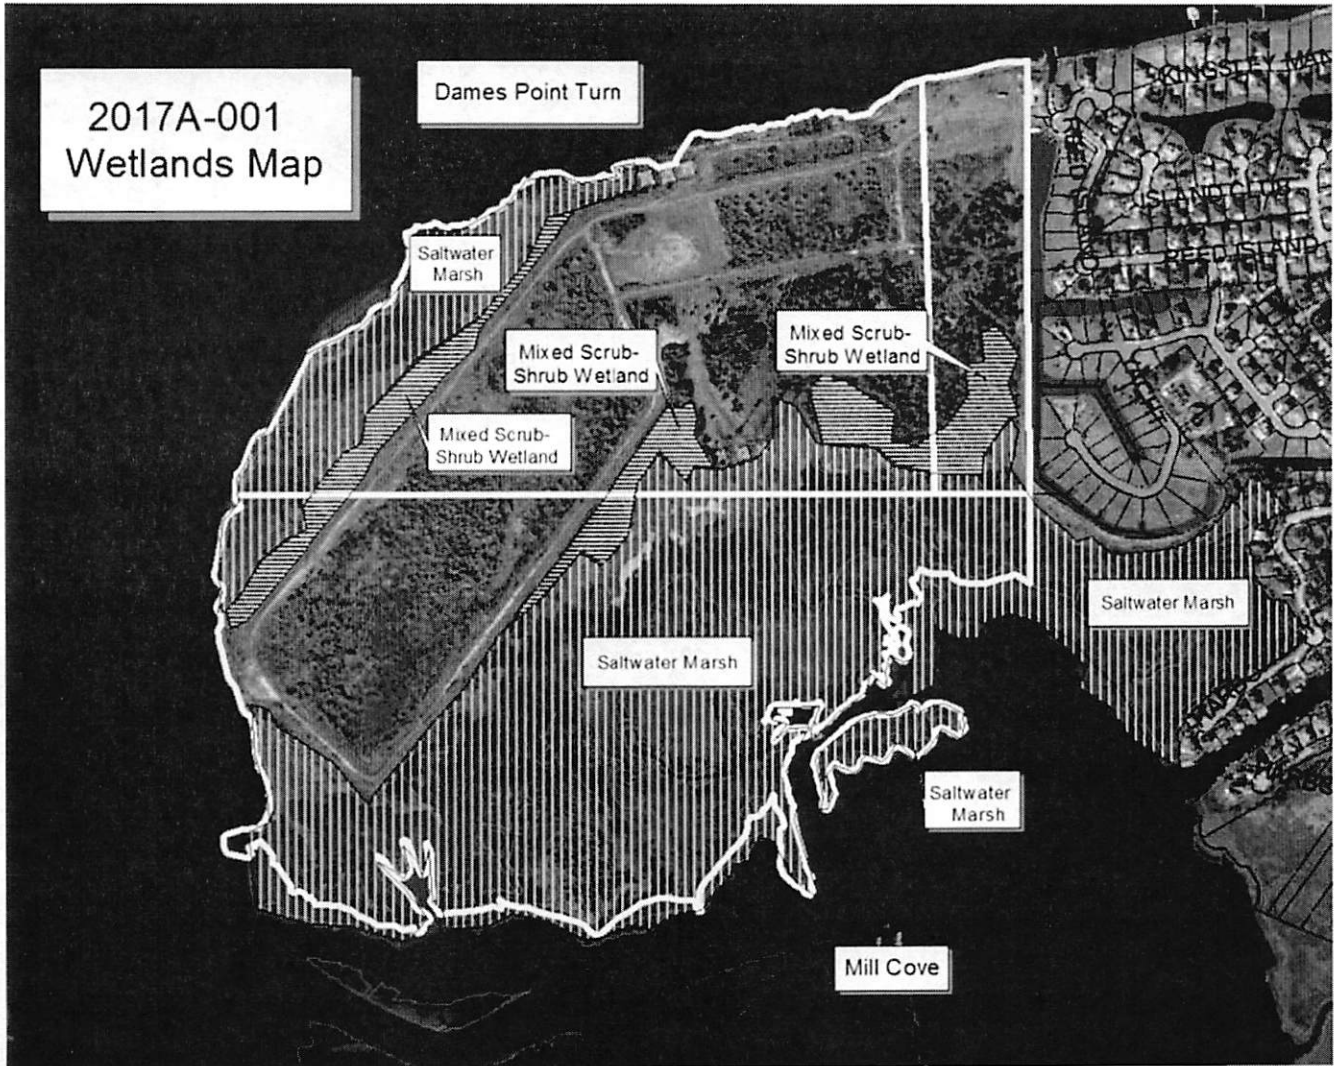 2017A-001
Wetlands Map
Dames Point Turn
Saltwater
Marsh
Mixed Scrub-
Shrub Wetland
Mixed Scrub-
Shrub Wetland
Mixed Scrub-
Shrub Wetland
Saltwater Marsh
Saltwater Marsh
Saltwater
Marsh
Mill Cove
KINGSLEY
ISLAND CLUB
REED ISLAND